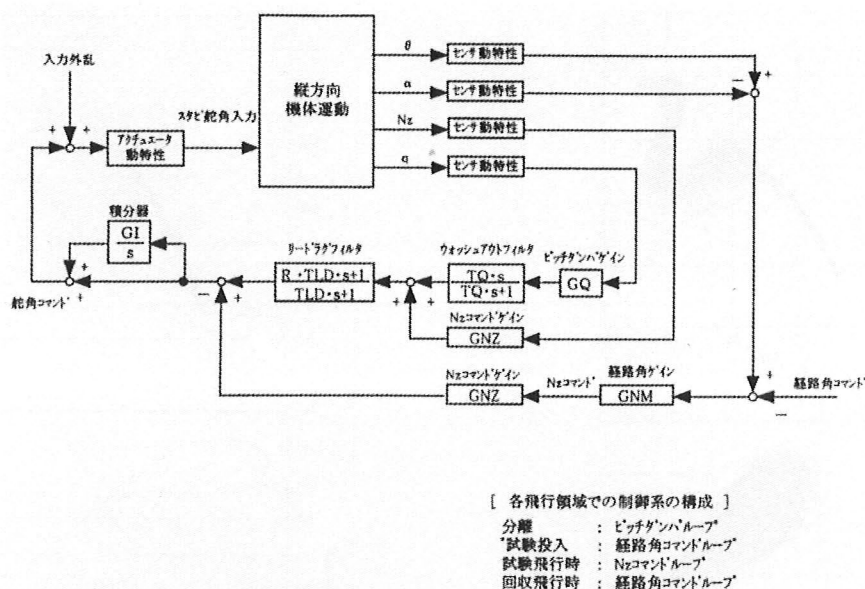 θ
センサ動特性
入力外乱
縦方向
機体運動
α
センサ動特性
スタビ舵角入力
Nz
センサ動特性
アクチュエータ
動特性
q
センサ動特性
+
+
+
−
+
積分器
GI
s
リードラグフィルタ
ウォッシュアウトフィルタ
ピッチダンパゲイン
R・TLD・s+1
TLD・s+1
TQ・s
TQ・s+1
GQ
+
+
舵角コマンド
−
+
+
+
Nzコマンドゲイン
GNZ
Nzコマンドゲイン
GNZ
Nzコマンド
経路角ゲイン
GNM
+
−
経路角コマンド
[ 各飛行領域での制御系の構成 ]
分離 : ピッチダンパループ
試験投入 : 経路角コマンドループ
試験飛行時 : Nzコマンドループ
回収飛行時 : 経路角コマンドループ